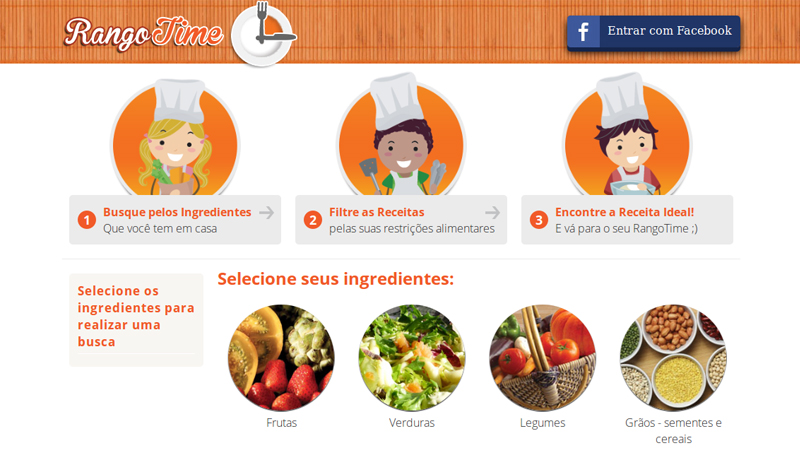 Rango Time
f Entrar com Facebook
1 Busque pelos Ingredientes
Que você tem em casa
2 Filtre as Receitas
pelas suas restrições alimentares
3 Encontre a Receita Ideal!
E vá para o seu RangoTime ;)
Selecione os
ingredientes para
realizar uma
busca
Selecione seus ingredientes:
Frutas
Verduras
Legumes
Grãos - sementes e
cereais